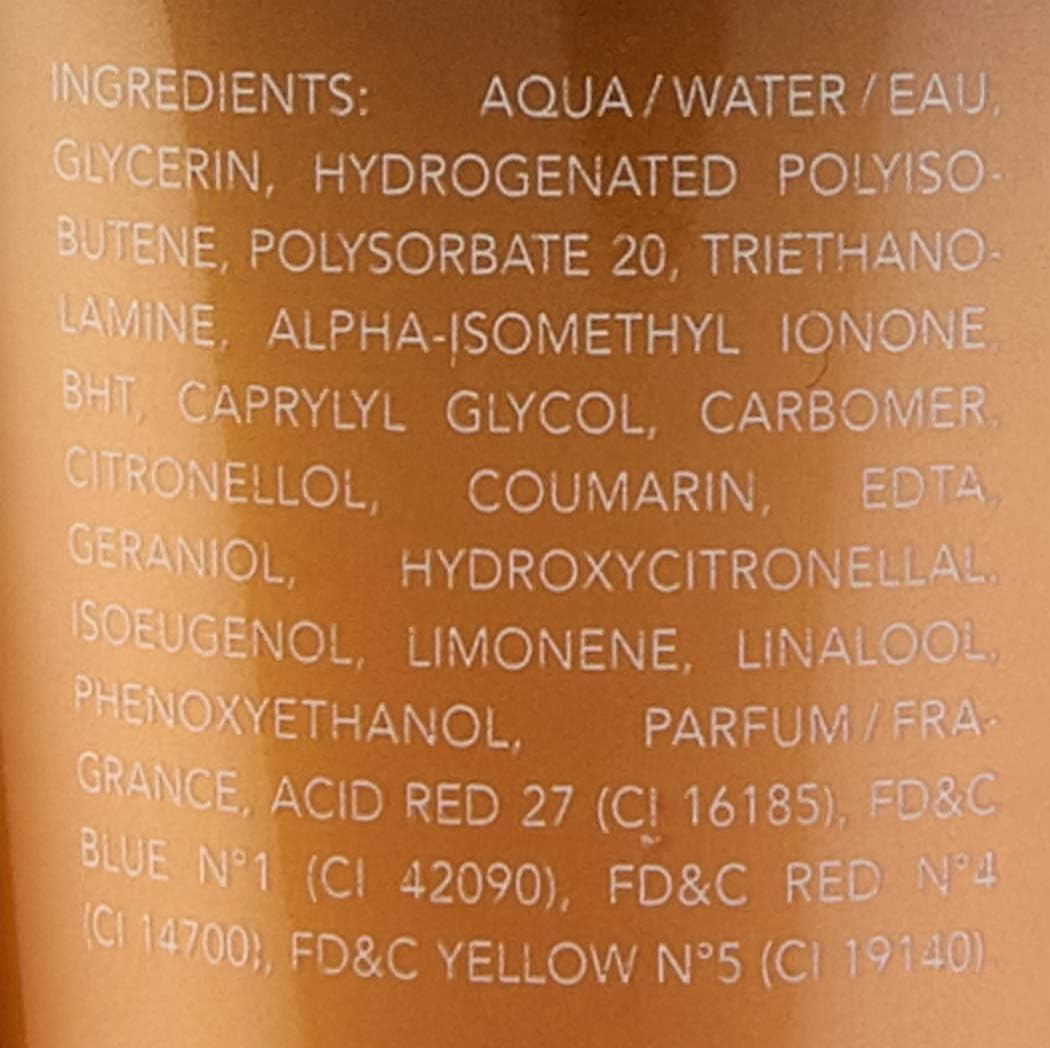 INGREDIENTS: AQUA/WATER/EAU,
GLYCERIN, HYDROGENATED POLYISO-
BUTENE, POLYSORBATE 20, TRIETHANO-
LAMINE, ALPHA-ISOMETHYL IONONE,
BHT, CAPRYLYL GLYCOL, CARBOMER,
CITRONELLOL, COUMARIN, EDTA,
GERANIOL, HYDROXYCITRONELLAL,
ISOEUGENOL, LIMONENE, LINALOOL,
PHENOXYETHANOL, PARFUM/FRA-
GRANCE, ACID RED 27 (CI 16185), FD&C
BLUE N°1 (CI 42090), FD&C RED N°4
(CI 14700), FD&C YELLOW N°5 (CI 19140).